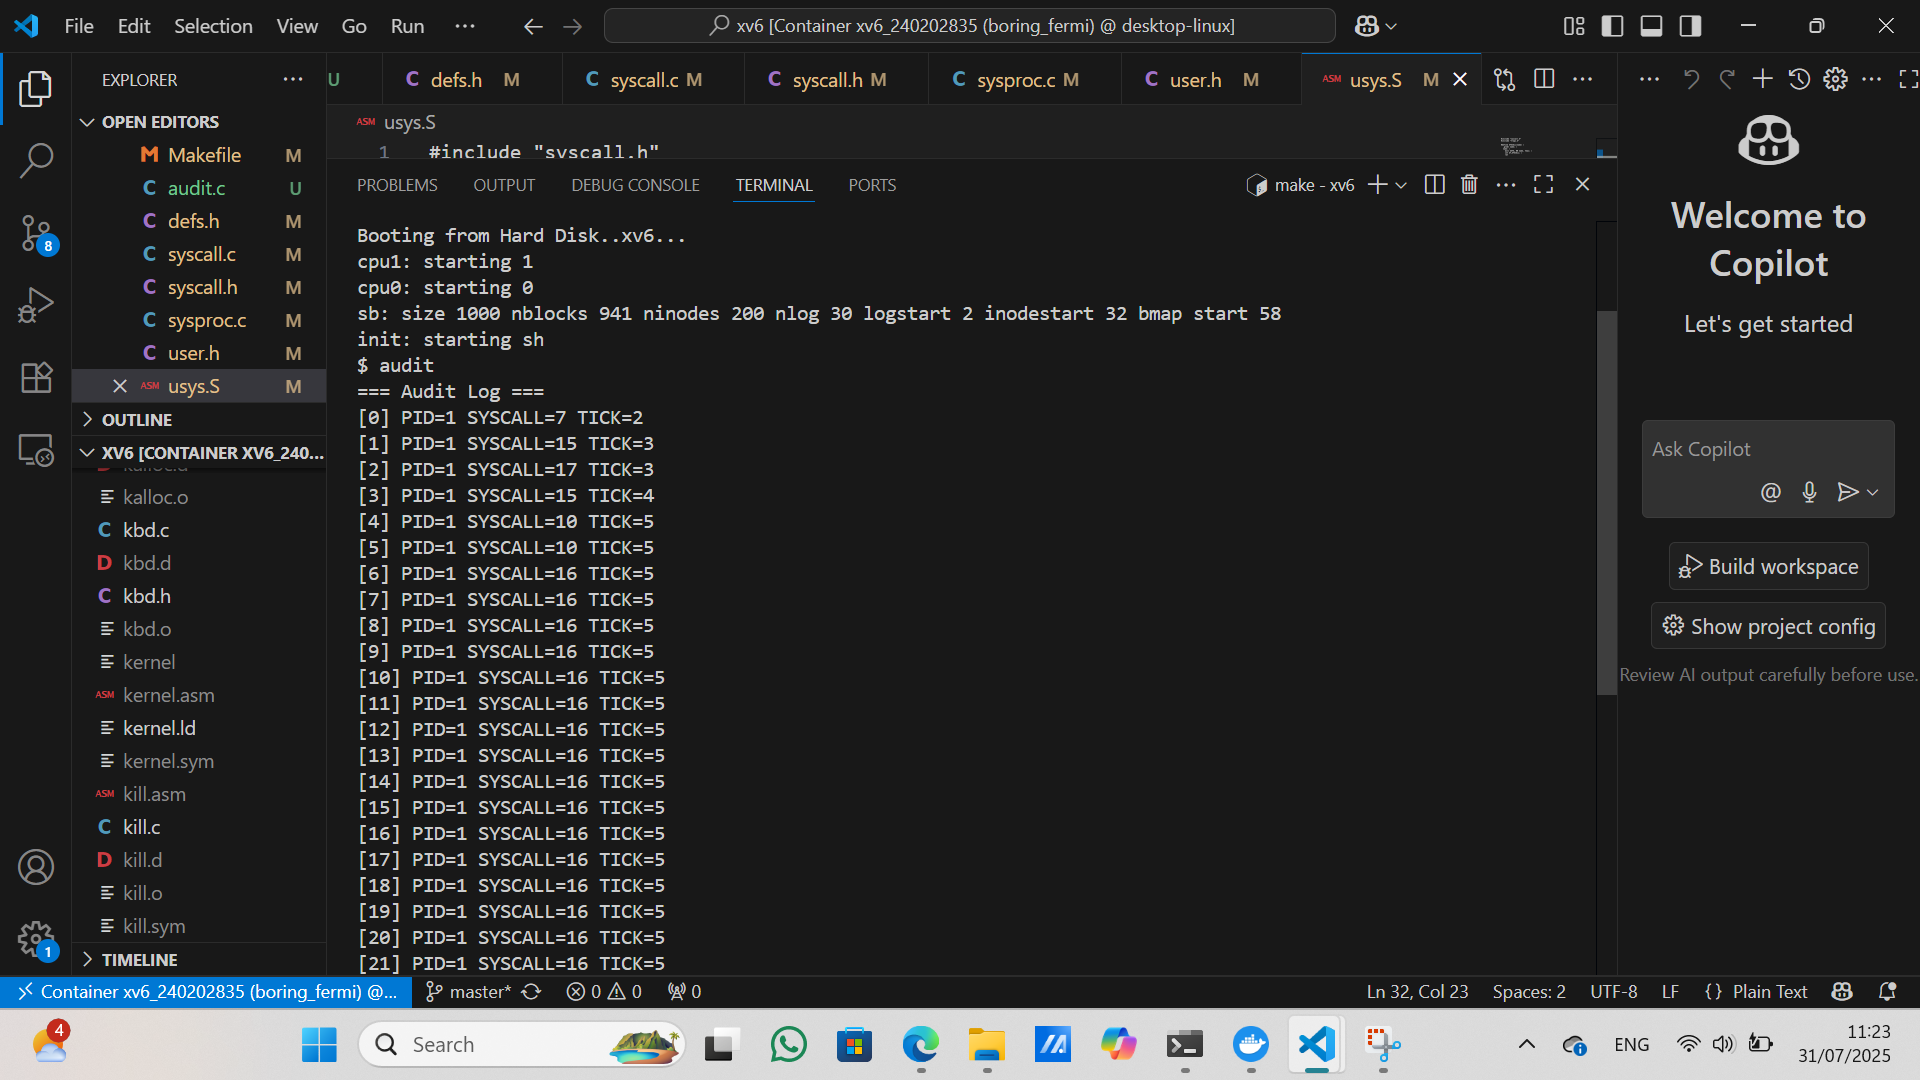 File Edit Selection View Go Run ...
xv6 [Container xv6_240202835 (boring_fermi) @ desktop-linux]
EXPLORER
OPEN EDITORS
M Makefile M
C audit.c U
C defs.h M
C syscall.c M
C syscall.h M
C sysproc.c M
C user.h M
ASM usys.S M
OUTLINE
XV6 [CONTAINER XV6_240...
kalloc.o
C kbd.c
D kbd.d
C kbd.h
kbd.o
kernel
ASM kernel.asm
kernel.ld
kernel.sym
ASM kill.asm
C kill.c
D kill.d
kill.o
kill.sym
TIMELINE
8
1
U C defs.h M C syscall.c M C syscall.h M C sysproc.c M C user.h M ASM usys.S M
ASM usys.S
1 #include "syscall.h"
PROBLEMS OUTPUT DEBUG CONSOLE TERMINAL PORTS
make - xv6
Booting from Hard Disk..xv6...
cpu1: starting 1
cpu0: starting 0
sb: size 1000 nblocks 941 ninodes 200 nlog 30 logstart 2 inodestart 32 bmap start 58
init: starting sh
$ audit
=== Audit Log ===
[0] PID=1 SYSCALL=7 TICK=2
[1] PID=1 SYSCALL=15 TICK=3
[2] PID=1 SYSCALL=17 TICK=3
[3] PID=1 SYSCALL=15 TICK=4
[4] PID=1 SYSCALL=10 TICK=5
[5] PID=1 SYSCALL=10 TICK=5
[6] PID=1 SYSCALL=16 TICK=5
[7] PID=1 SYSCALL=16 TICK=5
[8] PID=1 SYSCALL=16 TICK=5
[9] PID=1 SYSCALL=16 TICK=5
[10] PID=1 SYSCALL=16 TICK=5
[11] PID=1 SYSCALL=16 TICK=5
[12] PID=1 SYSCALL=16 TICK=5
[13] PID=1 SYSCALL=16 TICK=5
[14] PID=1 SYSCALL=16 TICK=5
[15] PID=1 SYSCALL=16 TICK=5
[16] PID=1 SYSCALL=16 TICK=5
[17] PID=1 SYSCALL=16 TICK=5
[18] PID=1 SYSCALL=16 TICK=5
[19] PID=1 SYSCALL=16 TICK=5
[20] PID=1 SYSCALL=16 TICK=5
[21] PID=1 SYSCALL=16 TICK=5
Welcome to
Copilot
Let's get started
Ask Copilot
Build workspace
Show project config
Review AI output carefully before use.
Container xv6_240202835 (boring_fermi) @... master* 0 0 0
Ln 32, Col 23 Spaces: 2 UTF-8 LF {} Plain Text
4
Search
ENG
11:23
31/07/2025